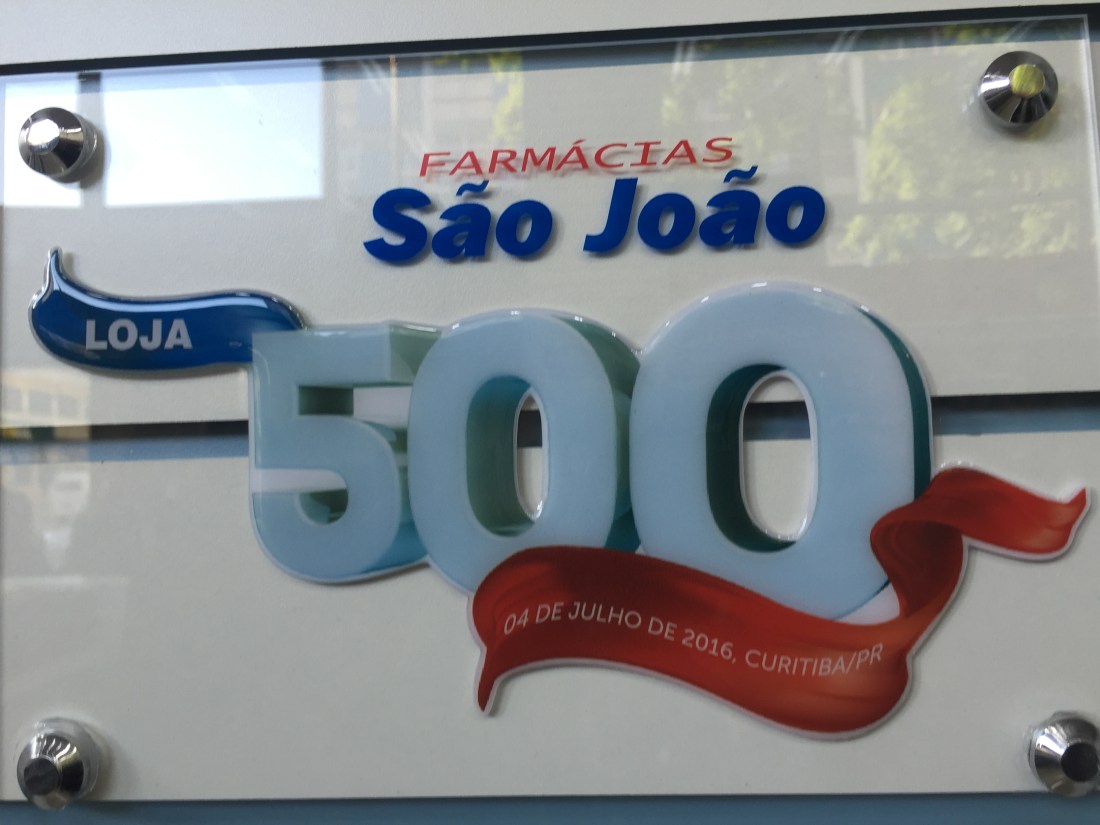 FARMÁCIAS
São João
LOJA
500
04 DE JULHO DE 2016, CURITIBA/PR